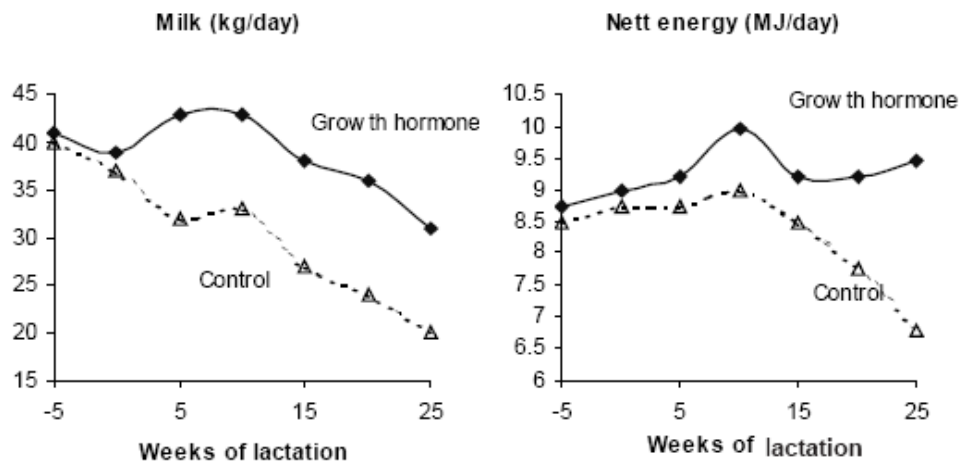 Milk (kg/day)
45
40
35
30
25
20
15
-5 5 15 25
Growth hormone
Control
Weeks of lactation
Nett energy (MJ/day)
10.5
10
9.5
9
8.5
8
7.5
7
6.5
6
-5 5 15 25
Growth hormone
Control
Weeks of lactation